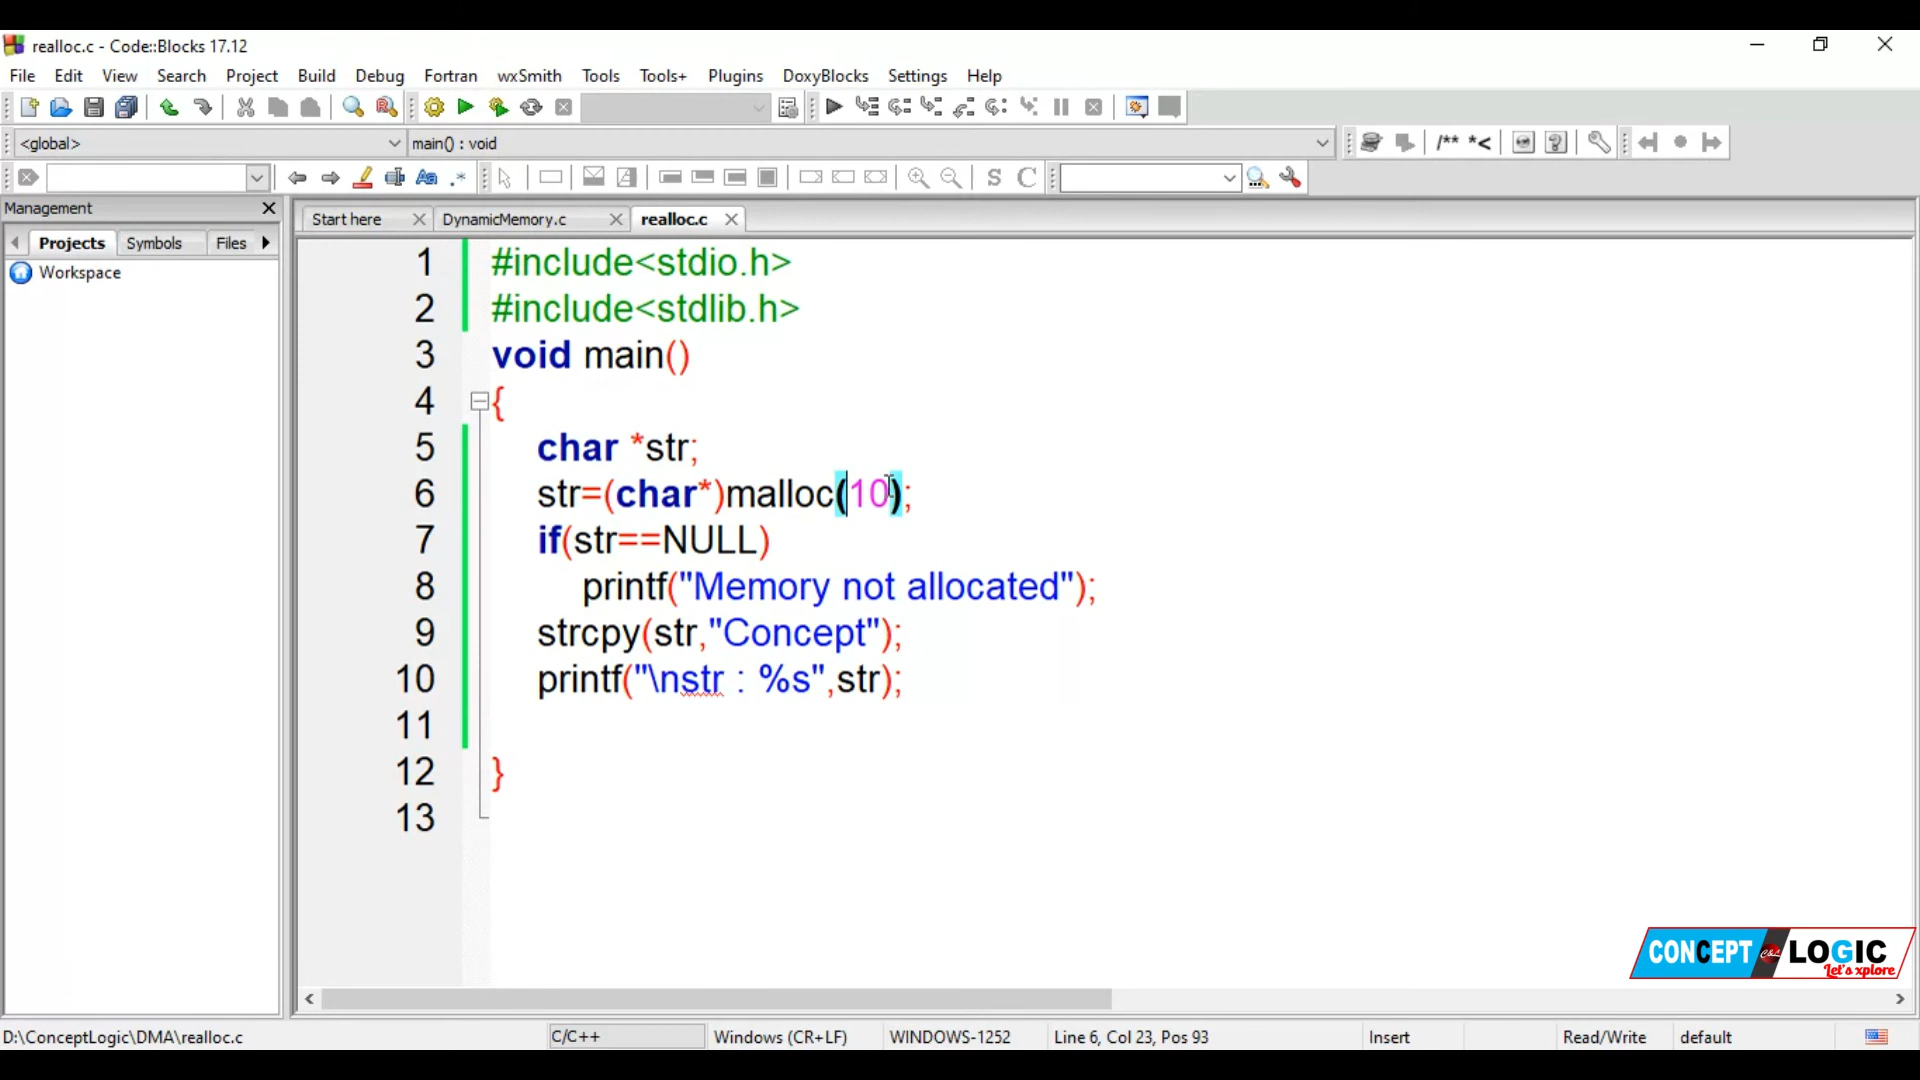 realloc.c - Code::Blocks 17.12
File Edit View Search Project Build Debug Fortran wxSmith Tools Tools+ Plugins DoxyBlocks Settings Help
<global> main() : void
/** *<
Aa .* S C
Management
Start here DynamicMemory.c realloc.c
Projects Symbols Files
Workspace
1 #include<stdio.h>
2 #include<stdlib.h>
3 void main()
4 {
5 char *str;
6 str=(char*)malloc(10);
7 if(str==NULL)
8 printf("Memory not allocated");
9 strcpy(str,"Concept");
10 printf("\nstr : %s",str);
11
12 }
13
CONCEPT C&L LOGIC
Let's xplore
D:\ConceptLogic\DMA\realloc.c C/C++ Windows (CR+LF) WINDOWS-1252 Line 6, Col 23, Pos 93 Insert Read/Write default